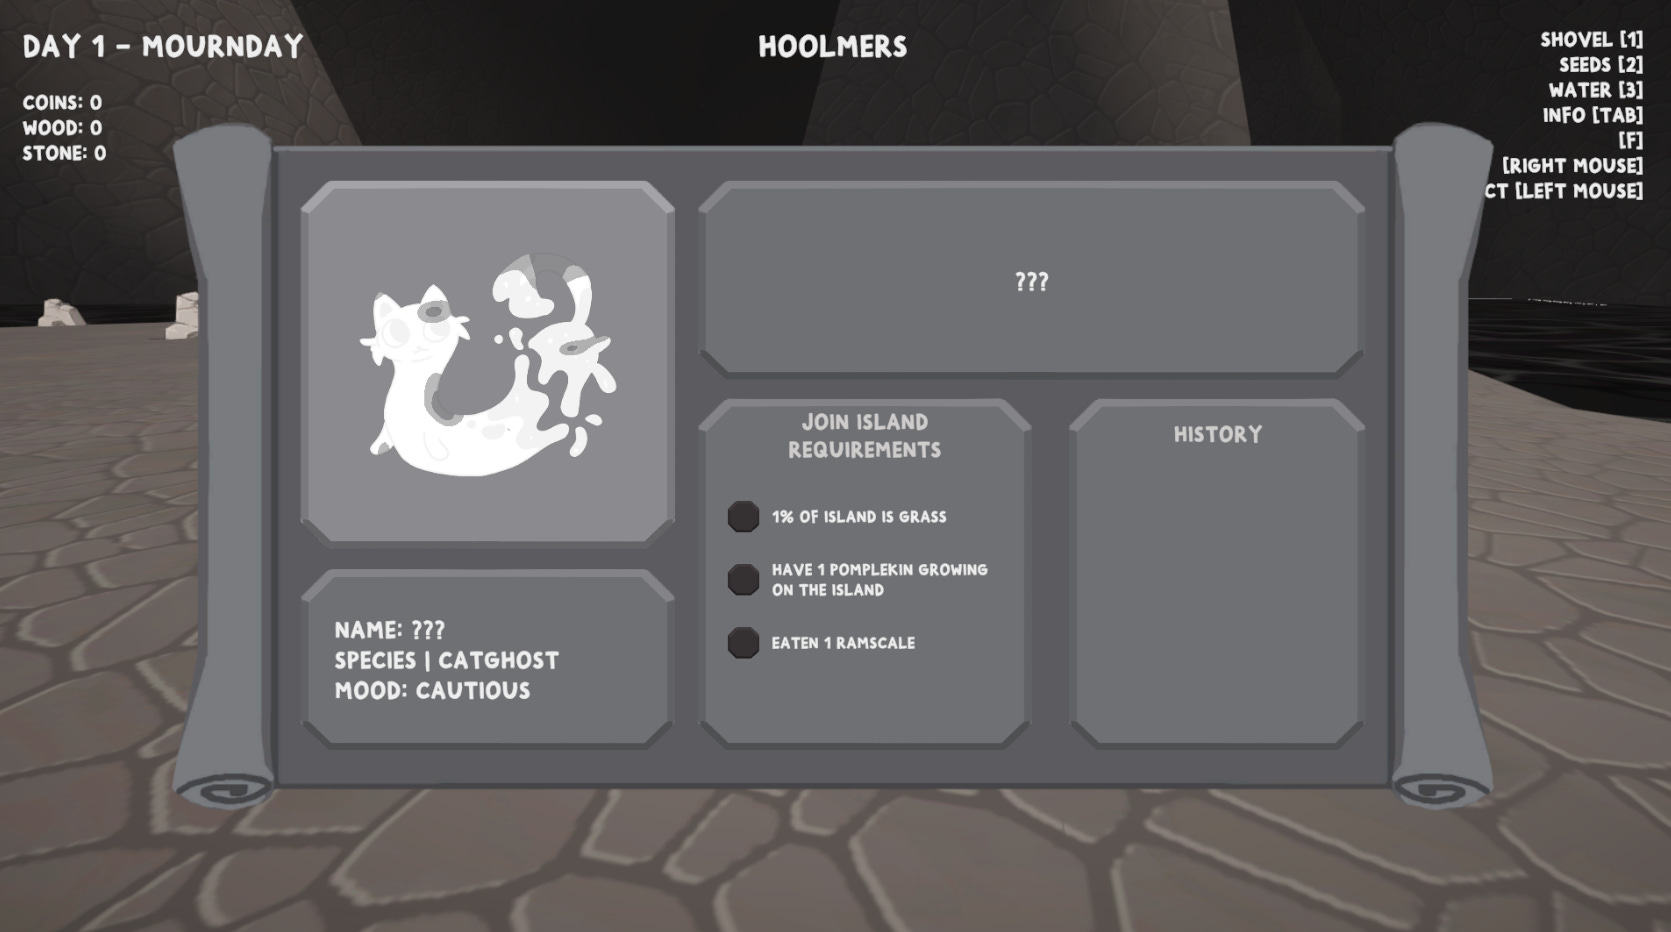 DAY 1 - MOURNDAY
HOOLMERS
COINS: 0
WOOD: 0
STONE: 0
SHOVEL [1]
SEEDS [2]
WATER [3]
INFO [TAB]
[F]
[RIGHT MOUSE]
CT [LEFT MOUSE]
???
NAME: ???
SPECIES | CATGHOST
MOOD: CAUTIOUS
JOIN ISLAND
REQUIREMENTS
1% OF ISLAND IS GRASS
HAVE 1 POMPLEKIN GROWING
ON THE ISLAND
EATEN 1 RAMSCALE
HISTORY